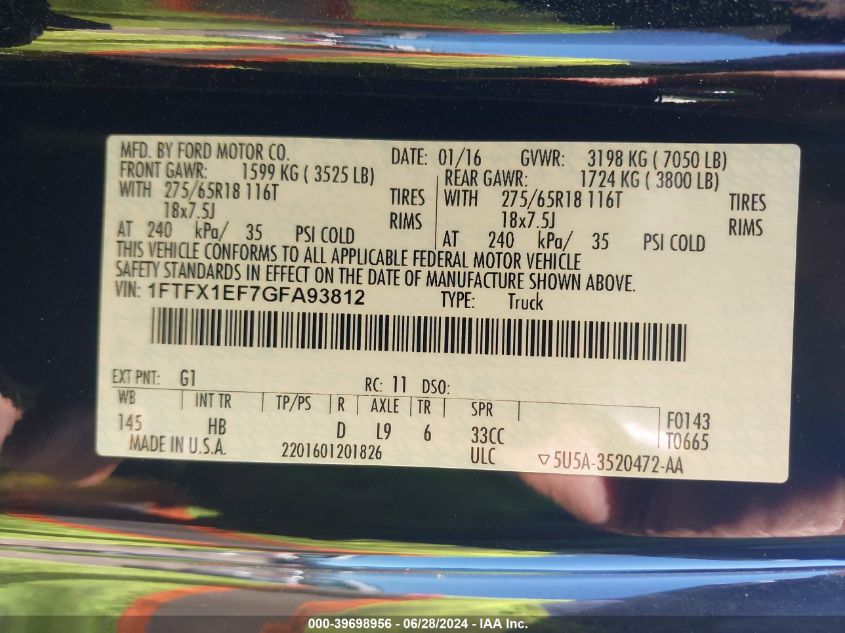 MFD. BY FORD MOTOR CO.
DATE: 01/16 GVWR: 3198 KG ( 7050 LB)
FRONT GAWR: 1599 KG ( 3525 LB)
REAR GAWR: 1724 KG ( 3800 LB)
WITH 275/65R18 116T TIRES
WITH 275/65R18 116T TIRES
18x7.5J RIMS
18x7.5J RIMS
AT 240 kPa/ 35 PSI COLD
AT 240 kPa/ 35 PSI COLD
THIS VEHICLE CONFORMS TO ALL APPLICABLE FEDERAL MOTOR VEHICLE
SAFETY STANDARDS IN EFFECT ON THE DATE OF MANUFACTURE SHOWN ABOVE.
VIN: 1FTFX1EF7GFA93812 TYPE: Truck
EXT PNT: G1 RC: 11 DSO:
WB INT TR TP/PS R AXLE TR SPR
145 HB D L9 6 33CC
F0143
T0665
MADE IN U.S.A. 2201601201826 ULC ▽5U5A-3520472-AA
000-39698956 / 06/28/2024 - IAA Inc.